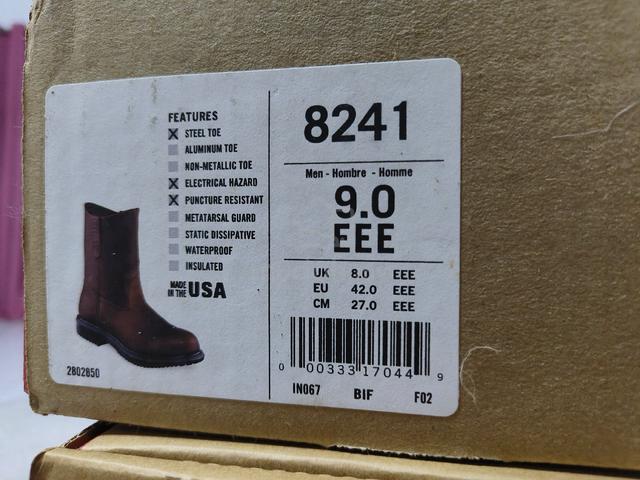 FEATURES
STEEL TOE
ALUMINUM TOE
NON-METALLIC TOE
ELECTRICAL HAZARD
PUNCTURE RESISTANT
METATARSAL GUARD
STATIC DISSIPATIVE
WATERPROOF
INSULATED
MADE IN THE USA
2802850
8241
Men - Hombre - Homme
9.0
EEE
UK 8.0 EEE
EU 42.0 EEE
CM 27.0 EEE
0 00333 17044 9
IN067 BIF F02